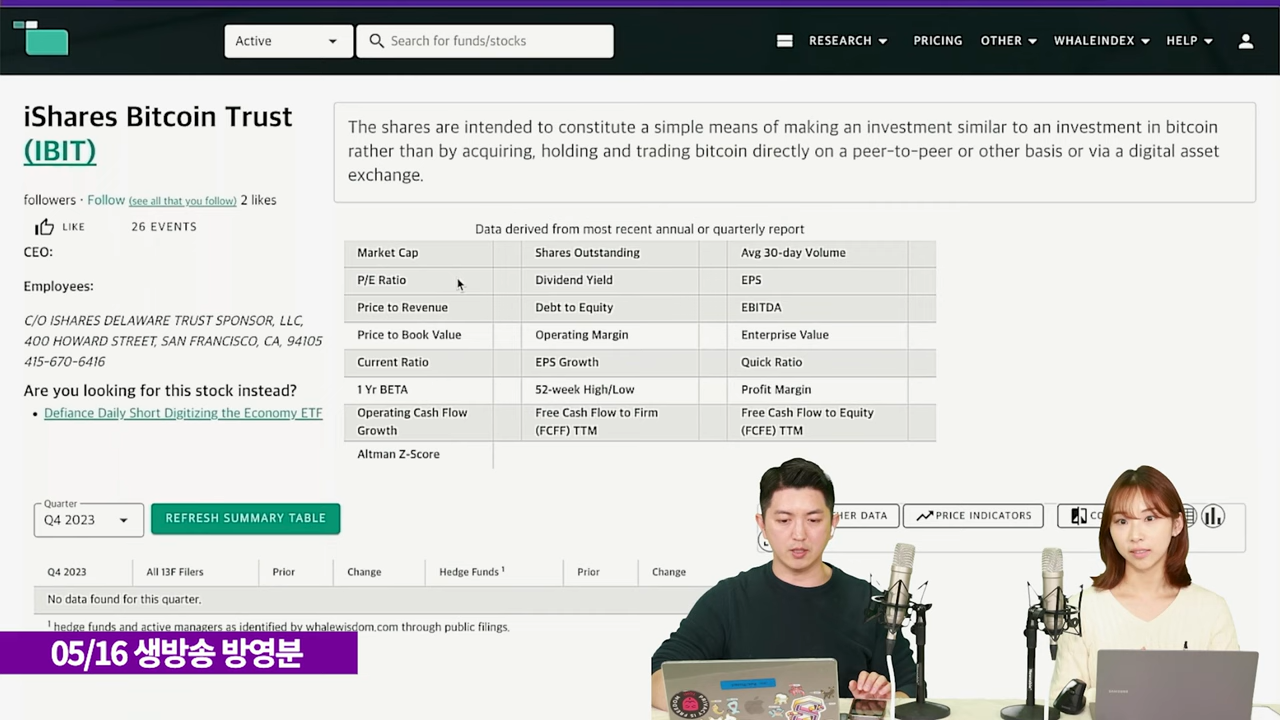 Active
Search for funds/stocks
RESEARCH
PRICING
OTHER
WHALEINDEX
HELP
iShares Bitcoin Trust
(IBIT)
followers · Follow (see all that you follow) 2 likes
LIKE
26 EVENTS
CEO:
Employees:
C/O ISHARES DELAWARE TRUST SPONSOR, LLC,
400 HOWARD STREET, SAN FRANCISCO, CA, 94105
415-670-6416
Are you looking for this stock instead?
• Defiance Daily Short Digitizing the Economy ETF
The shares are intended to constitute a simple means of making an investment similar to an investment in bitcoin
rather than by acquiring, holding and trading bitcoin directly on a peer-to-peer or other basis or via a digital asset
exchange.
Data derived from most recent annual or quarterly report
Market Cap Shares Outstanding Avg 30-day Volume
P/E Ratio Dividend Yield EPS
Price to Revenue Debt to Equity EBITDA
Price to Book Value Operating Margin Enterprise Value
Current Ratio EPS Growth Quick Ratio
1 Yr BETA 52-week High/Low Profit Margin
Operating Cash Flow Free Cash Flow to Firm Free Cash Flow to Equity
Growth (FCFF) TTM (FCFE) TTM
Altman Z-Score
Quarter
Q4 2023
REFRESH SUMMARY TABLE
DATA
PRICE INDICATORS
Q4 2023 All 13F Filers Prior Change Hedge Funds 1 Prior Change
No data found for this quarter.
1 hedge funds and active managers as identified by whalewisdom.com through public filings.
05/16 생방송 방영분